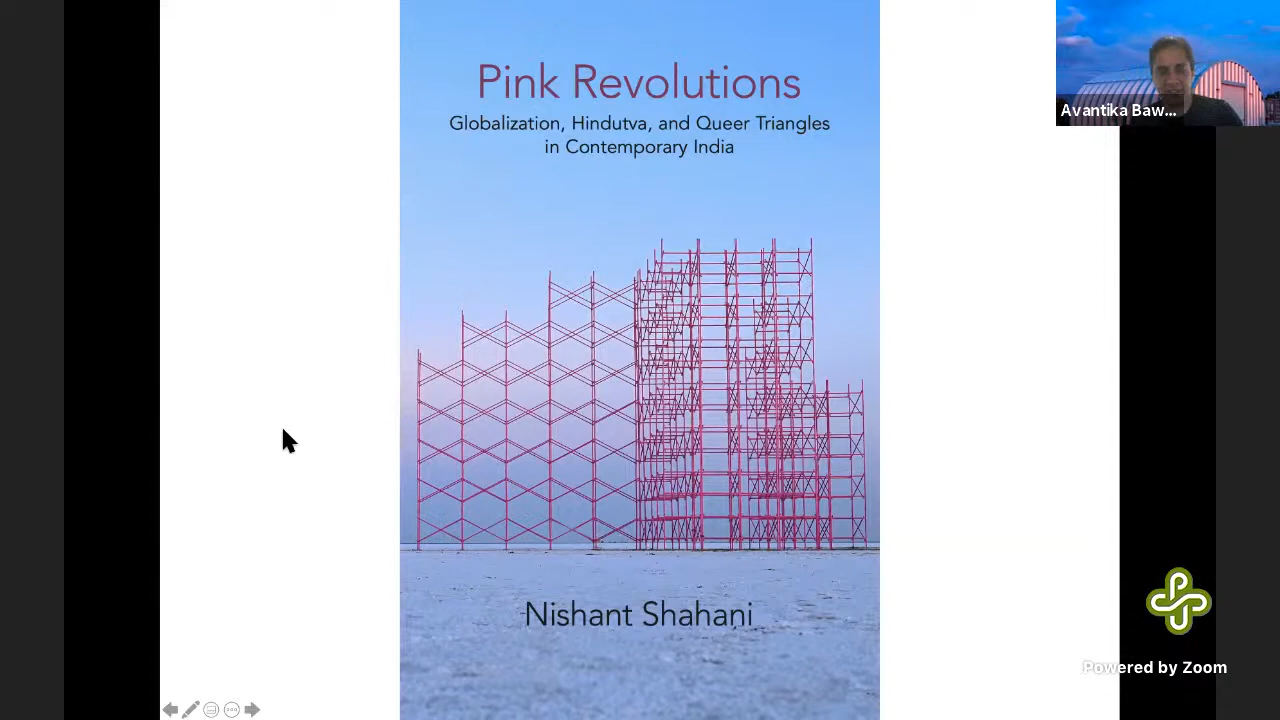 Pink Revolutions
Globalization, Hindutva, and Queer Triangles
in Contemporary India
Avantika Baw...
Nishant Shahani
Powered by Zoom